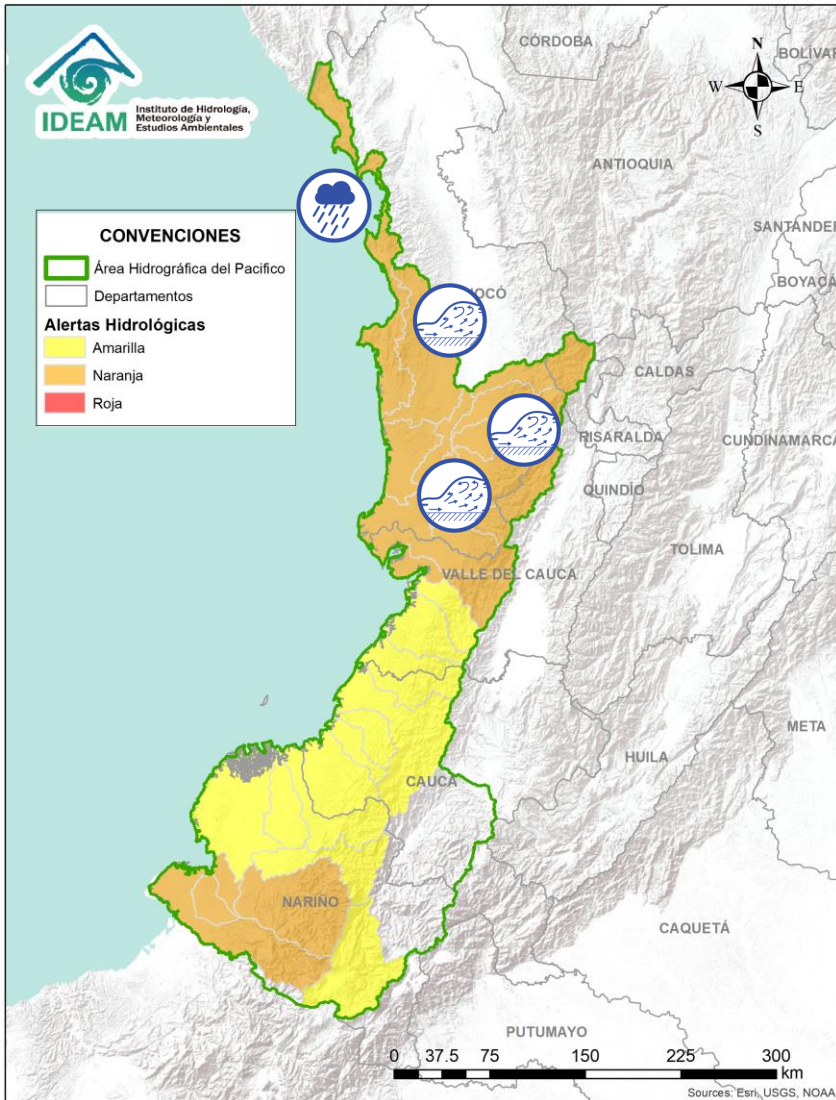 CÓRDOBA
BOLÍVAR
N
W
E
S
IDEAM
Instituto de Hidrología,
Meteorología y
Estudios Ambientales
ANTIOQUIA
CONVENCIONES
Área Hidrográfica del Pacifico
Departamentos
Alertas Hidrológicas
Amarilla
Naranja
Roja
SANTANDER
BOYACÁ
OCÓ
CALDAS
RISARALDA
CUNDINAMARCA
QUINDÍO
TOLIMA
VALLE DEL CAUCA
META
HUILA
CAUCA
NARIÑO
CAQUETÁ
PUTUMAYO
0 37.5 75 150 225 300
km
Sources: Esri, USGS, NOAA